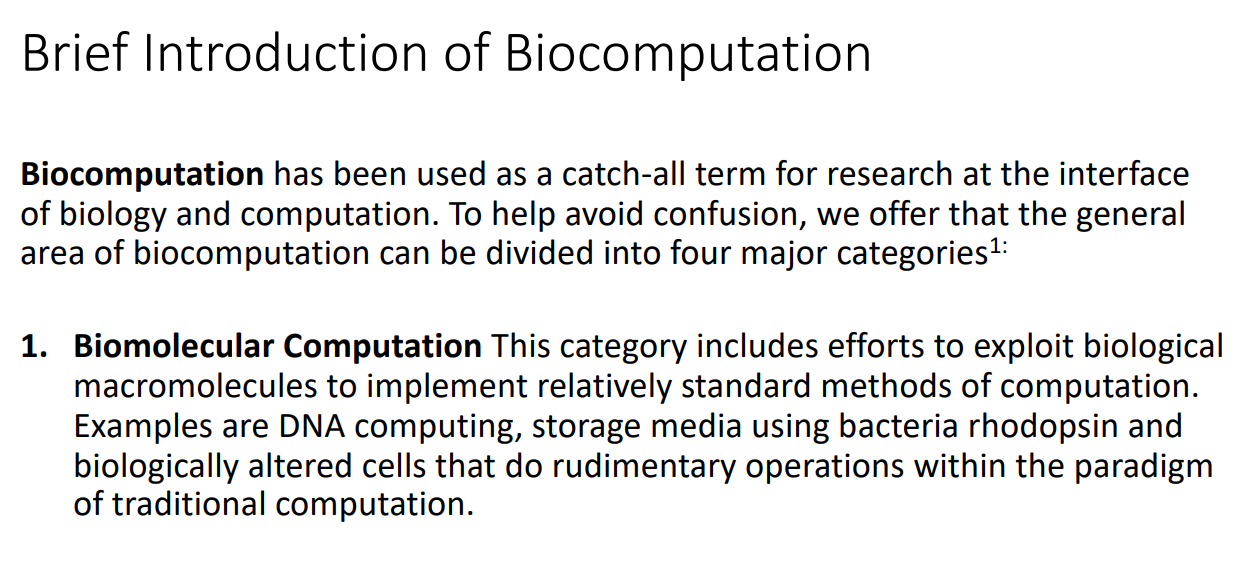 Brief Introduction of Biocomputation
Biocomputation has been used as a catch-all term for research at the interface
of biology and computation. To help avoid confusion, we offer that the general
area of biocomputation can be divided into four major categories¹:
1. Biomolecular Computation This category includes efforts to exploit biological
macromolecules to implement relatively standard methods of computation.
Examples are DNA computing, storage media using bacteria rhodopsin and
biologically altered cells that do rudimentary operations within the paradigm
of traditional computation.